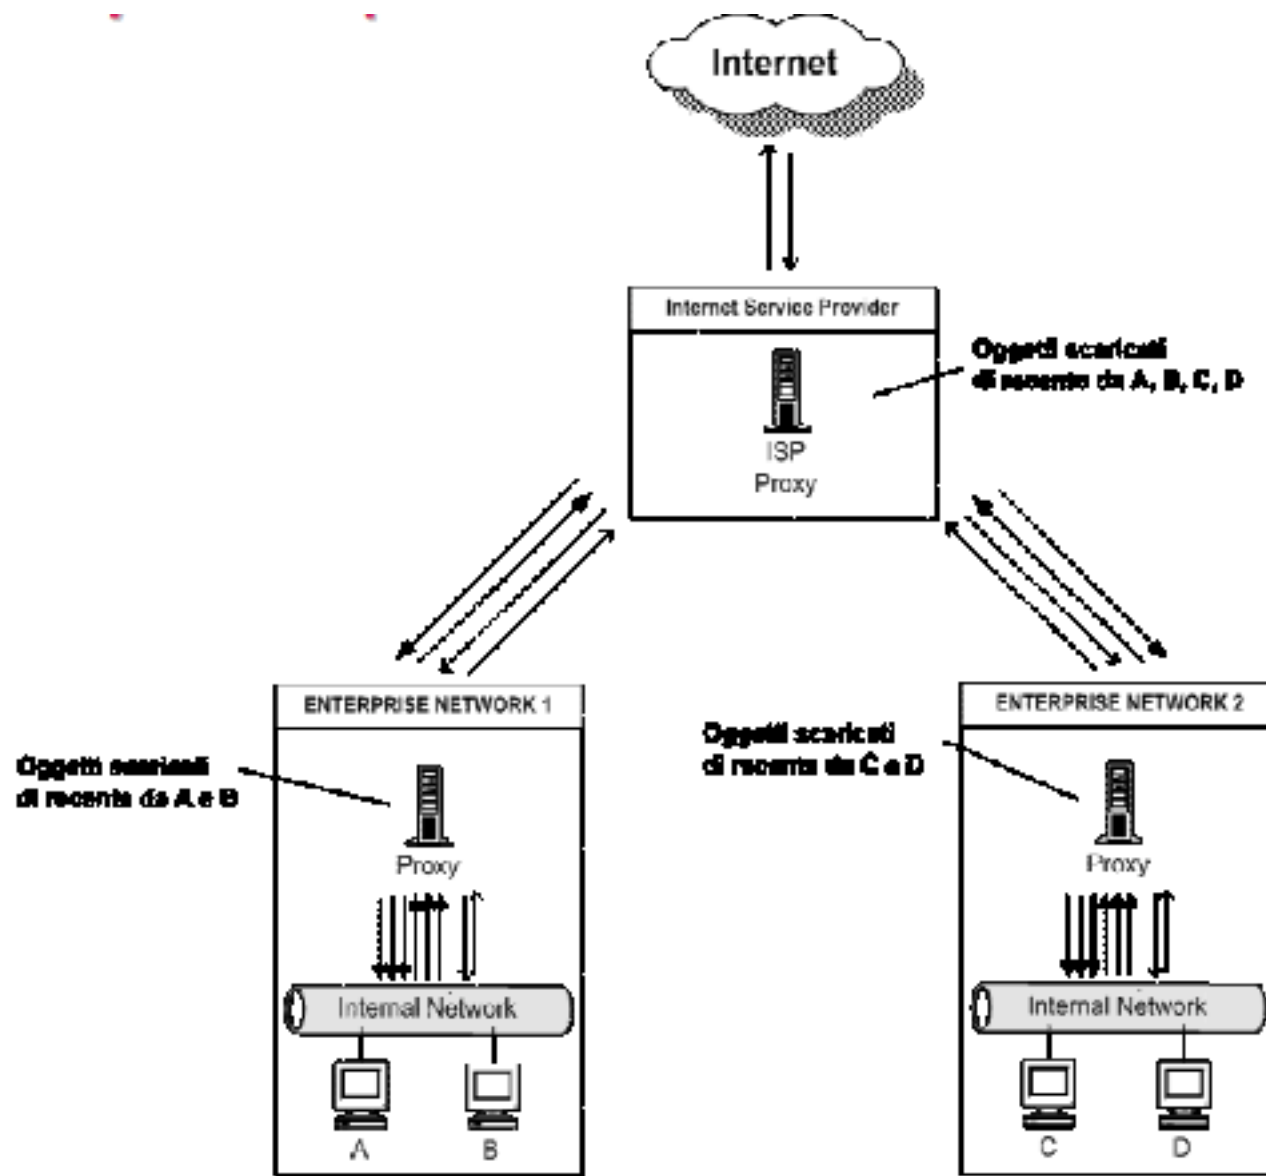 Internet
Internet Service Provider
Oggetti scaricati
di recente da A, B, C, D
ISP
Proxy
ENTERPRISE NETWORK 1
ENTERPRISE NETWORK 2
Oggetti scaricati
di recente da A e B
Oggetti scaricati
di recente da C e D
Proxy
Proxy
Internal Network
Internal Network
A
B
C
D